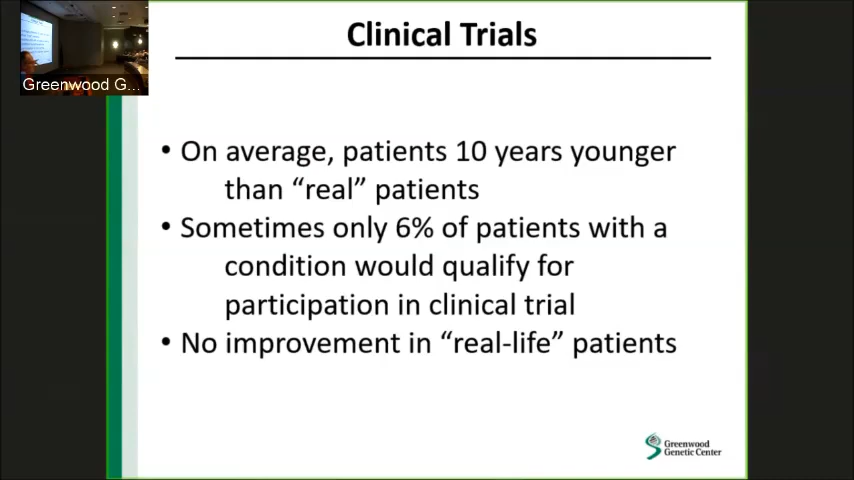 Clinical Trials
Greenwood G...
• On average, patients 10 years younger
than “real” patients
• Sometimes only 6% of patients with a
condition would qualify for
participation in clinical trial
• No improvement in “real-life” patients
Greenwood
Genetic Center